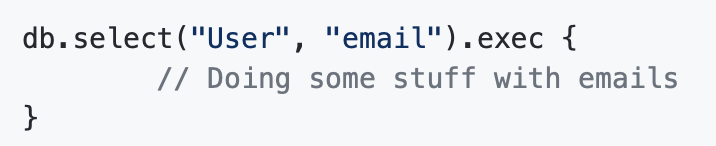 db.select("User", "email").exec {
        // Doing some stuff with emails
}